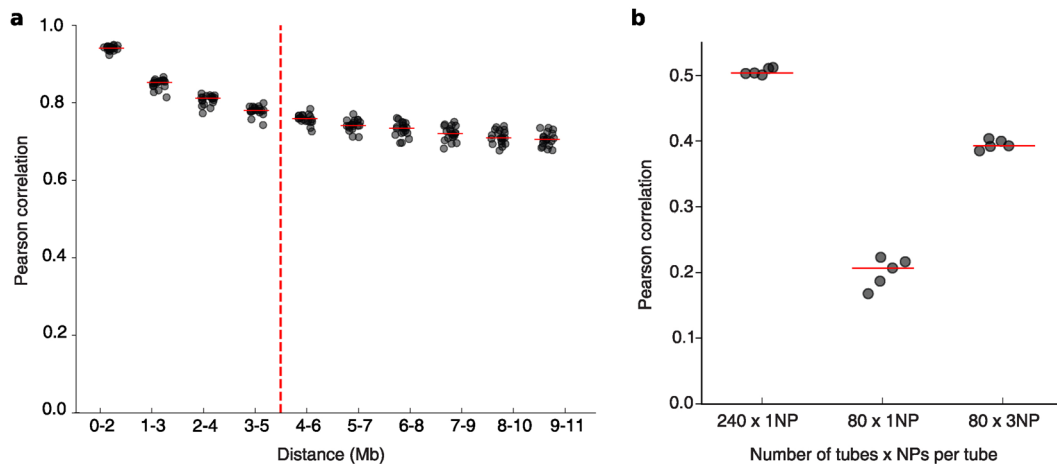 a
Pearson correlation
1.0
0.8
0.6
0.4
0.2
0.0
0-2 1-3 2-4 3-5 4-6 5-7 6-8 7-9 8-10 9-11
Distance (Mb)
b
Pearson correlation
0.5
0.4
0.3
0.2
0.1
0.0
240 x 1NP 80 x 1NP 80 x 3NP
Number of tubes x NPs per tube